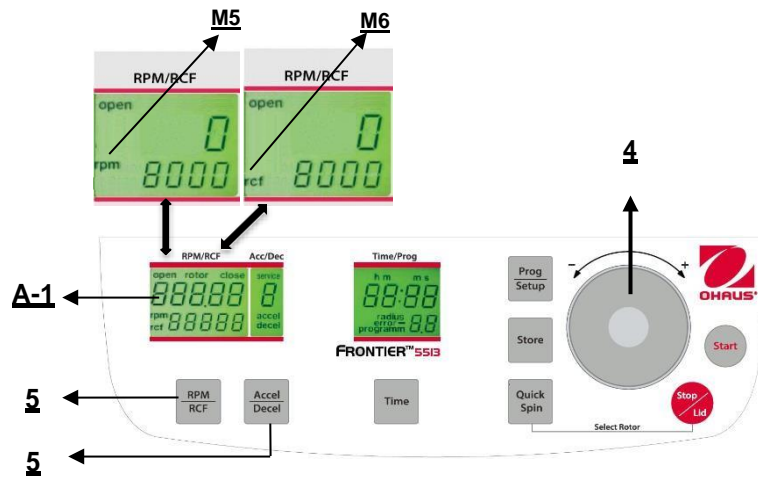 M5
M6
RPM/RCF
RPM/RCF
open
0
rpm
8000
open
0
rcf
8000
4
RPM/RCF
Acc/Dec
open rotor close
service
888.88
8
rpm
rcf
88888
accel
decel
Time/Prog
h m m s
88:88
radius
error
programm
8.8
FRONTIER™ 5513
A-1
Prog
Setup
- +
OHAUS®
Store
Start
5
RPM
RCF
Accel
Decel
Time
Quick
Spin
Stop
Lid
Select Rotor
5